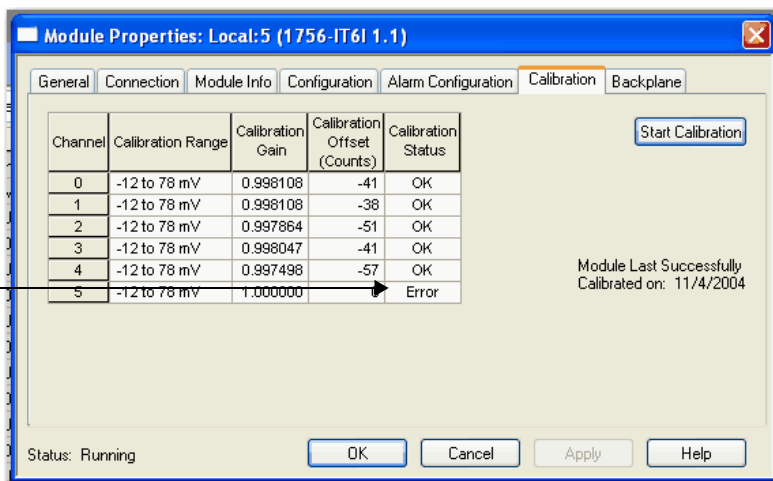 Module Properties: Local:5 (1756-IT6I 1.1)
General Connection Module Info Configuration Alarm Configuration Calibration Backplane
Channel Calibration Range Calibration Gain Calibration Offset (Counts) Calibration Status
0 -12 to 78 mV 0.998108 -41 OK
1 -12 to 78 mV 0.998108 -38 OK
2 -12 to 78 mV 0.997864 -51 OK
3 -12 to 78 mV 0.998047 -41 OK
4 -12 to 78 mV 0.997498 -57 OK
5 -12 to 78 mV 1.000000 0 Error
Start Calibration
Module Last Successfully
Calibrated on: 11/4/2004
Status: Running
OK Cancel Apply Help